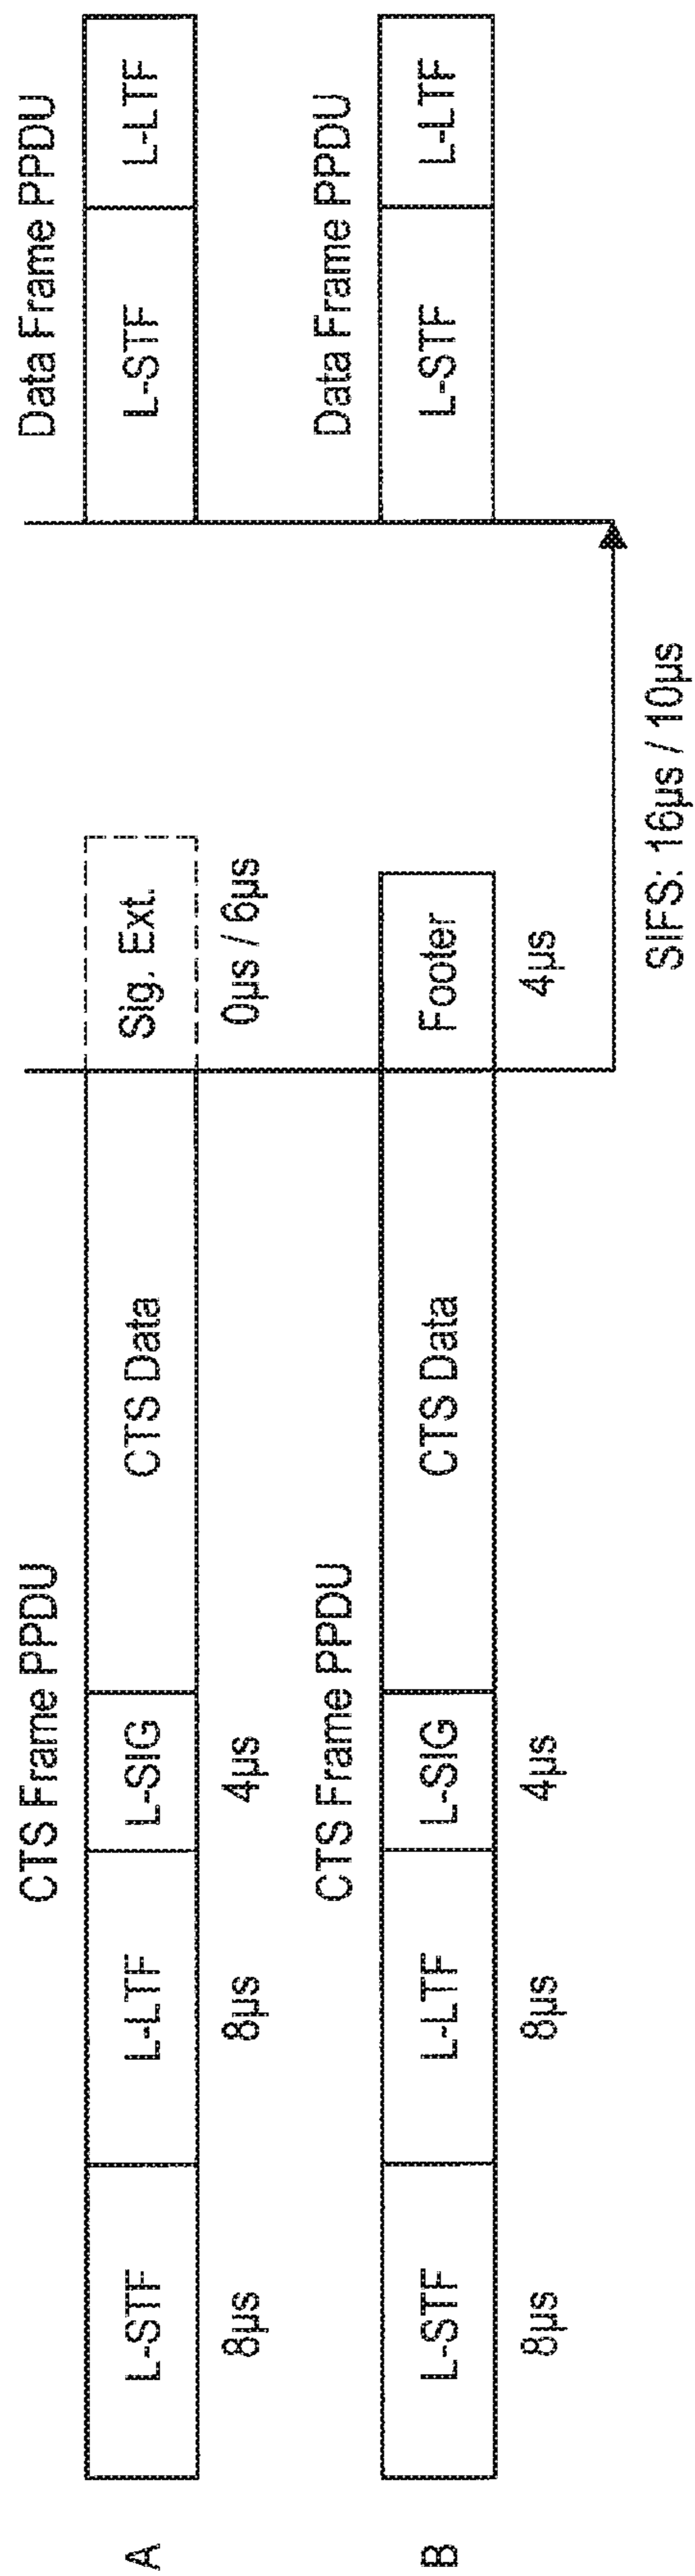 CTS Frame PPDU
Data Frame PPDU
A
L-STF
L-LTF
L-SIG
CTS Data
Sig. Ext.
L-STF
L-LTF
8µs
8µs
4µs
0µs / 6µs
CTS Frame PPDU
Data Frame PPDU
B
L-STF
L-LTF
L-SIG
CTS Data
Footer
L-STF
L-LTF
8µs
8µs
4µs
4µs
SIFS: 16µs / 10µs